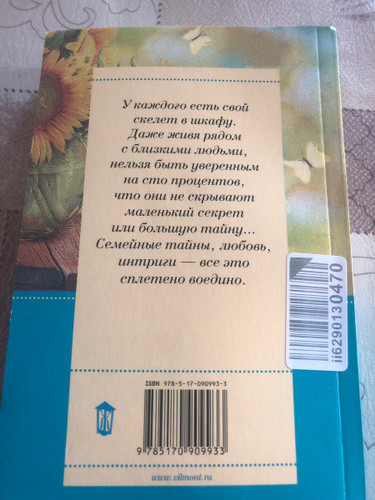 У каждого есть свой
скелет в шкафу.
Даже живя рядом
с близкими людьми,
нельзя быть уверенным
на сто процентов,
что они не скрывают
маленький секрет
или большую тайну...
Семейные тайны, любовь,
интриги — все это
сплетено воедино.
ii6290130470
ISBN 978-5-17-090993-3
9 785170 909933
www.vilmont.ru